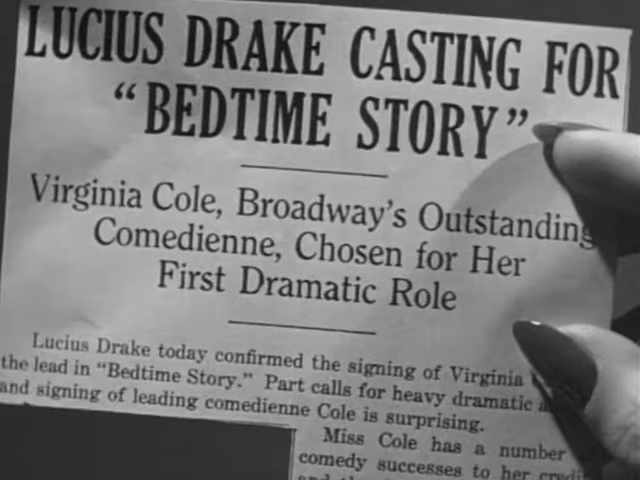 LUCIUS DRAKE CASTING FOR
“BEDTIME STORY”
Virginia Cole, Broadway's Outstanding
Comedienne, Chosen for Her
First Dramatic Role
Lucius Drake today confirmed the signing of Virginia
the lead in “Bedtime Story.” Part calls for heavy dramatic
and signing of leading comedienne Cole is surprising.
Miss Cole has a number
comedy successes to her